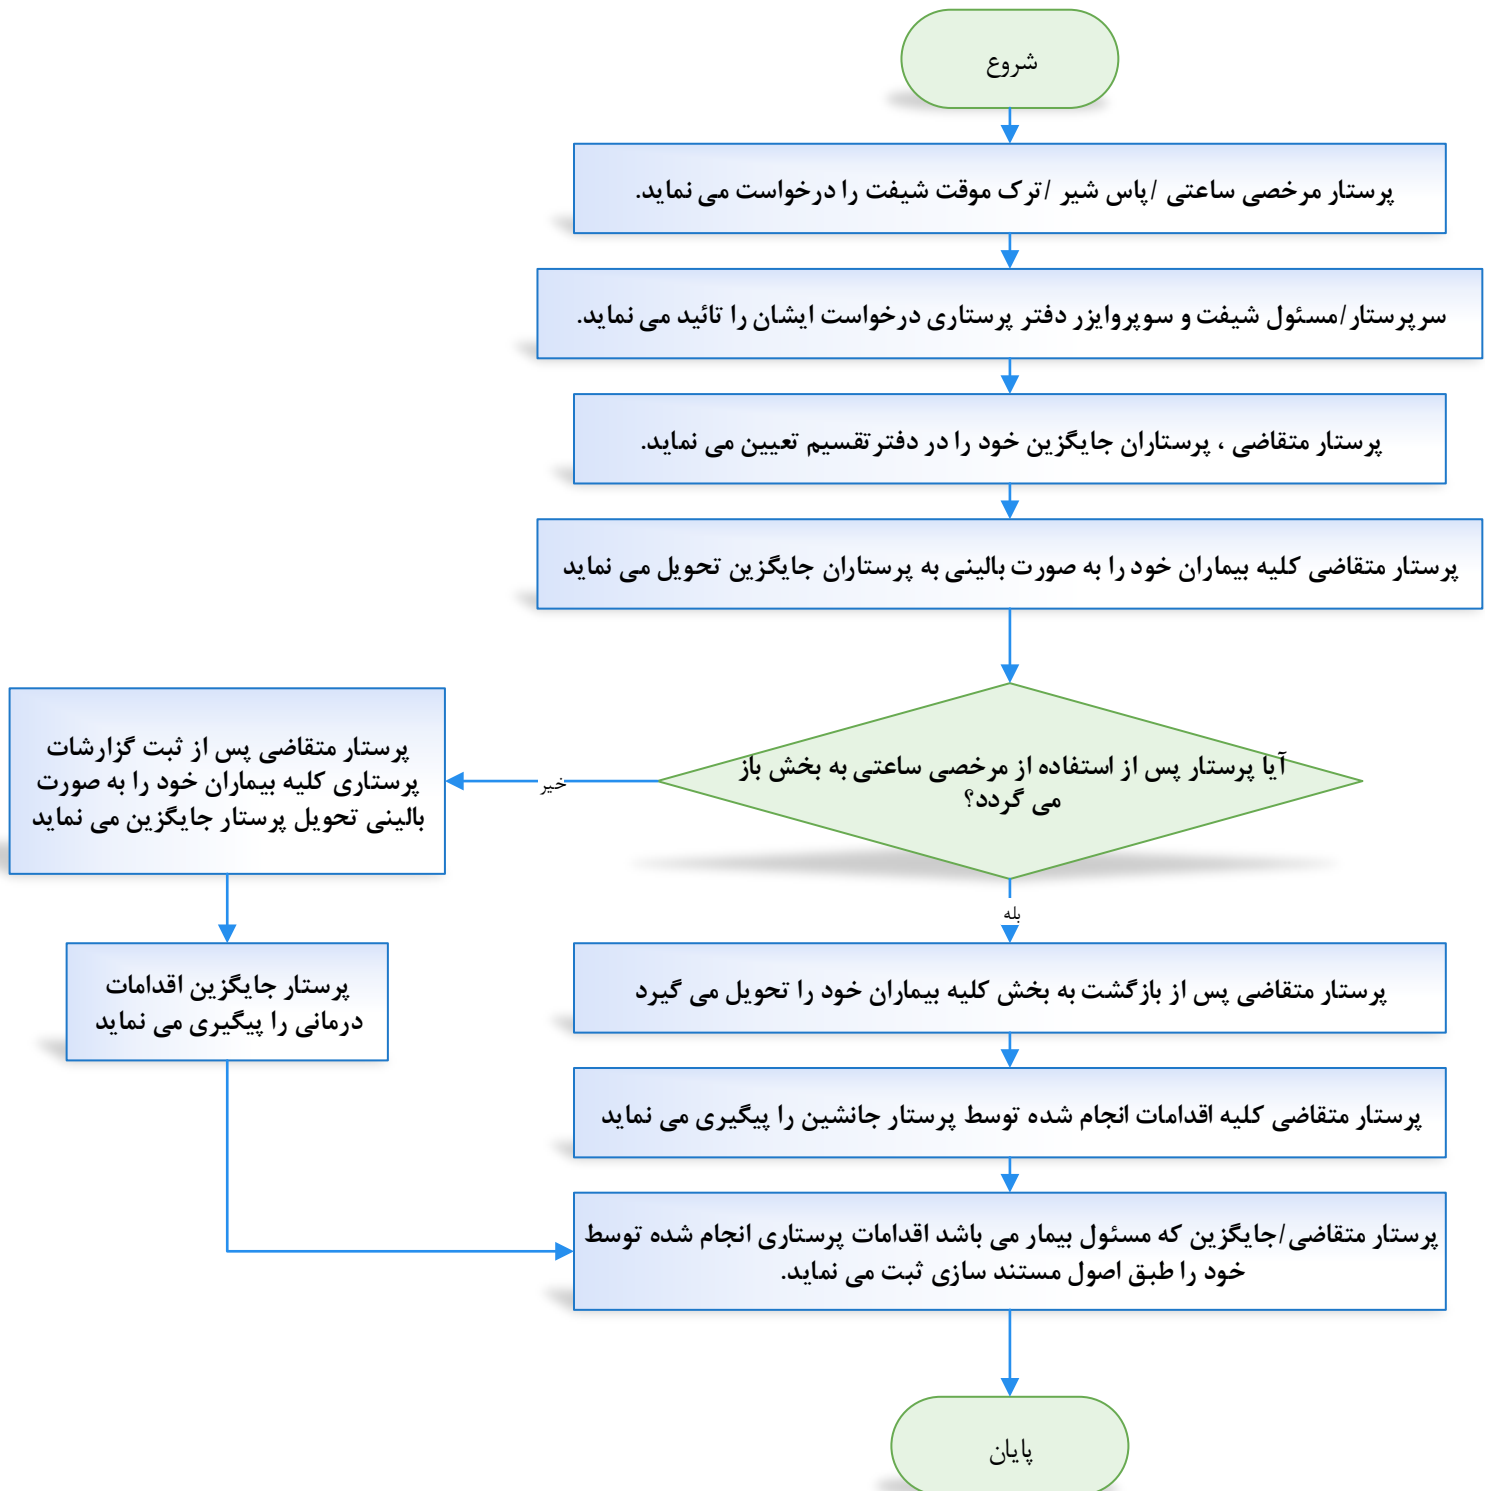 شروع
پرستار مرخصی ساعتی /پاس شیر /ترک موقت شیفت را درخواست می نماید.
سرپرستار/مسئول شیفت و سوپروایزر دفتر پرستاری درخواست ایشان را تائید می نماید.
پرستار متقاضی ، پرستاران جایگزین خود را در دفترتقسیم تعیین می نماید.
پرستار متقاضی کلیه بیماران خود را به صورت بالینی به پرستاران جایگزین تحویل می نماید
آیا پرستار پس از استفاده از مرخصی ساعتی به بخش باز
می گردد؟
خیر
پرستار متقاضی پس از ثبت گزارشات
پرستاری کلیه بیماران خود را به صورت
بالینی تحویل پرستار جایگزین می نماید
پرستار جایگزین اقدامات
درمانی را پیگیری می نماید
بله
پرستار متقاضی پس از بازگشت به بخش کلیه بیماران خود را تحویل می گیرد
پرستار متقاضی کلیه اقدامات انجام شده توسط پرستار جانشین را پیگیری می نماید
پرستار متقاضی/جایگزین که مسئول بیمار می باشد اقدامات پرستاری انجام شده توسط
خود را طبق اصول مستند سازی ثبت می نماید.
پایان